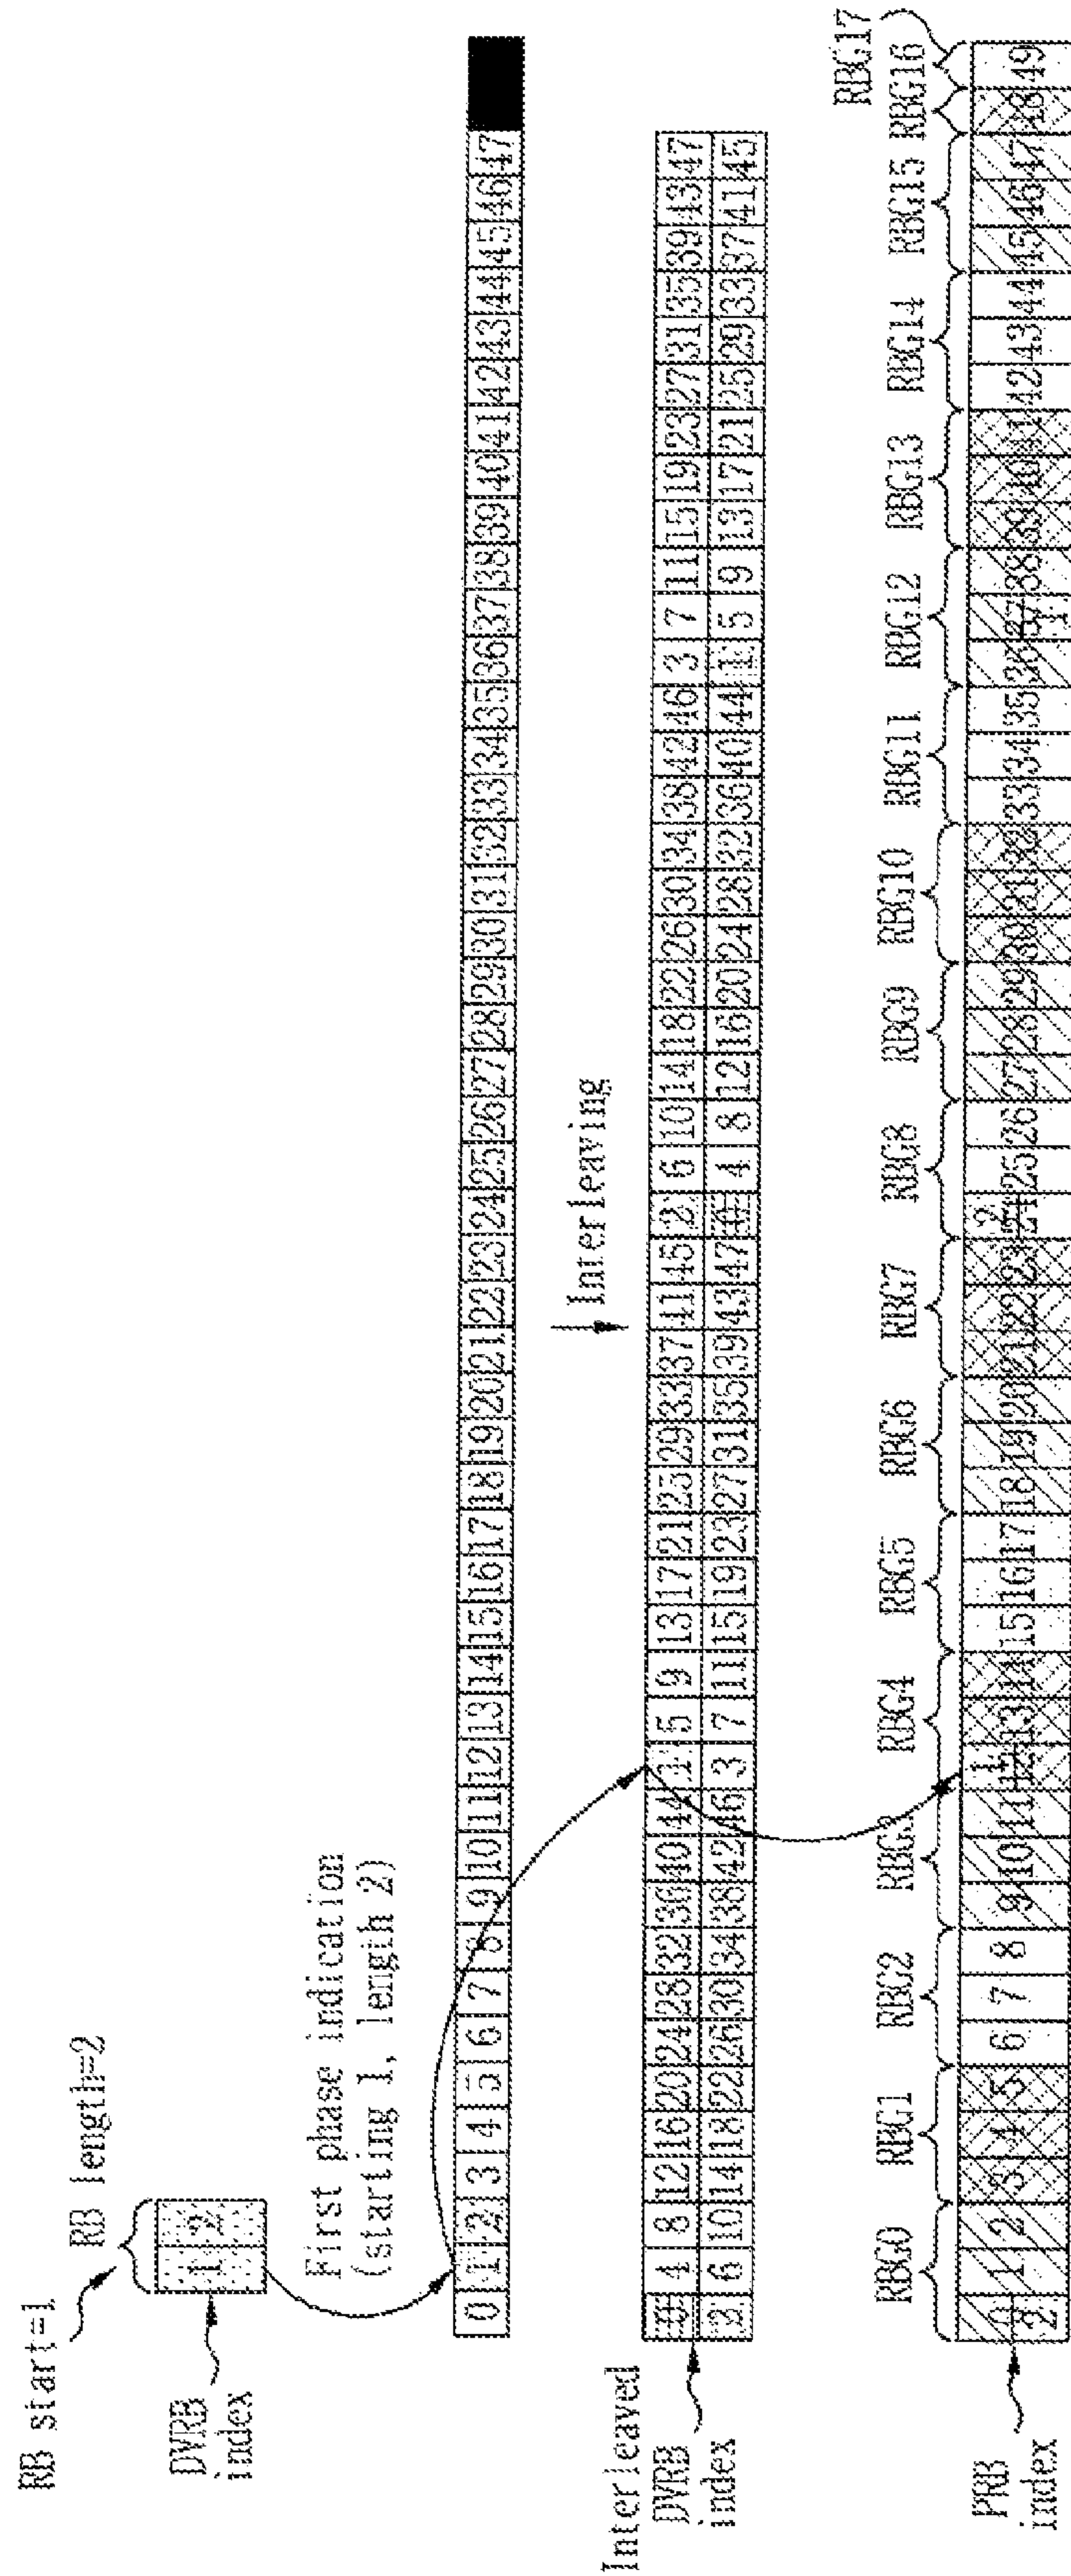 RB start=1
RB length=2
1 2
DVRB
index
First phase indication
(starting 1, length 2)
0 1 2 3 4 5 6 7 8 9 10 11 12 13 14 15 16 17 18 19 20 21 22 23 24 25 26 27 28 29 30 31 32 33 34 35 36 37 38 39 40 41 42 43 44 45 46 47
Interleaving
Interleaved
DVRB
index
0 4 8 12 16 20 24 28 32 36 40 44 1 5 9 13 17 21 25 29 33 37 41 45 2 6 10 14 18 22 26 30 34 38 42 46 3 7 11 15 19 23 27 31 35 39 43 47
2 6 10 14 18 22 26 30 34 38 42 46 3 7 11 15 19 23 27 31 35 39 43 47 0 4 8 12 16 20 24 28 32 36 40 44 1 5 9 13 17 21 25 29 33 37 41 45
RBG0 RBG1 RBG2 RBG3 RBG4 RBG5 RBG6 RBG7 RBG8 RBG9 RBG10 RBG11 RBG12 RBG13 RBG14 RBG15 RBG16 RBG17
PRB
index
0 1 2 3 4 5 6 7 8 9 10 11 12 13 14 15 16 17 18 19 20 21 22 23 24 25 26 27 28 29 30 31 32 33 34 35 36 37 38 39 40 41 42 43 44 45 46 47 48 49
2 1 2 1